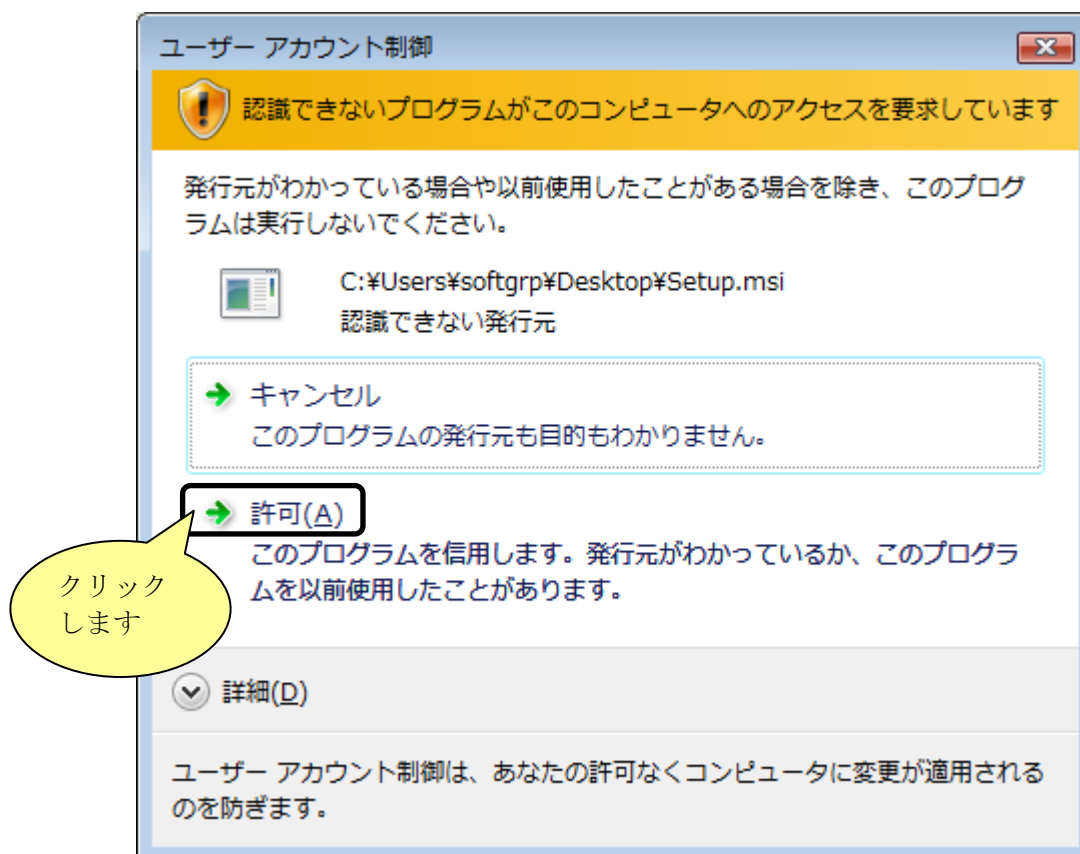 ユーザー アカウント制御
認識できないプログラムがこのコンピュータへのアクセスを要求しています
発行元がわかっている場合や以前使用したことがある場合を除き、このプログ
ラムは実行しないでください。
C:¥Users¥softgrp¥Desktop¥Setup.msi
認識できない発行元
キャンセル
このプログラムの発行元も目的もわかりません。
許可(A)
このプログラムを信用します。発行元がわかっているか、このプログラ
ムを以前使用したことがあります。
クリック
します
詳細(D)
ユーザー アカウント制御は、あなたの許可なくコンピュータに変更が適用される
のを防ぎます。